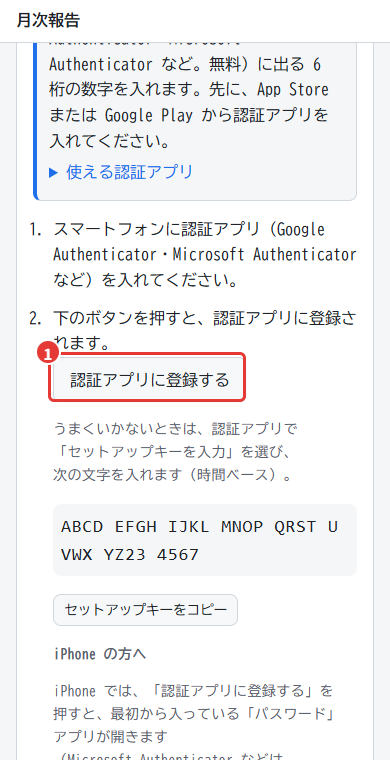 月次報告
Authenticator・Microsoft
Authenticator など。無料）に出る 6
桁の数字を入れます。先に、App Store
または Google Play から認証アプリを
入れてください。
▶ 使える認証アプリ
1. スマートフォンに認証アプリ（Google
Authenticator・Microsoft Authenticator
など）を入れてください。
2. 下のボタンを押すと、認証アプリに登録さ
れます。
1
認証アプリに登録する
うまくいかないときは、認証アプリで
「セットアップキーを入力」を選び、
次の文字を入れます（時間ベース）。
ABCD EFGH IJKL MNOP QRST U
VWX YZ23 4567
セットアップキーをコピー
iPhone の方へ
iPhone では、「認証アプリに登録する」を
押すと、最初から入っている「パスワード」
アプリが開きます
（Microsoft Authenticator などは